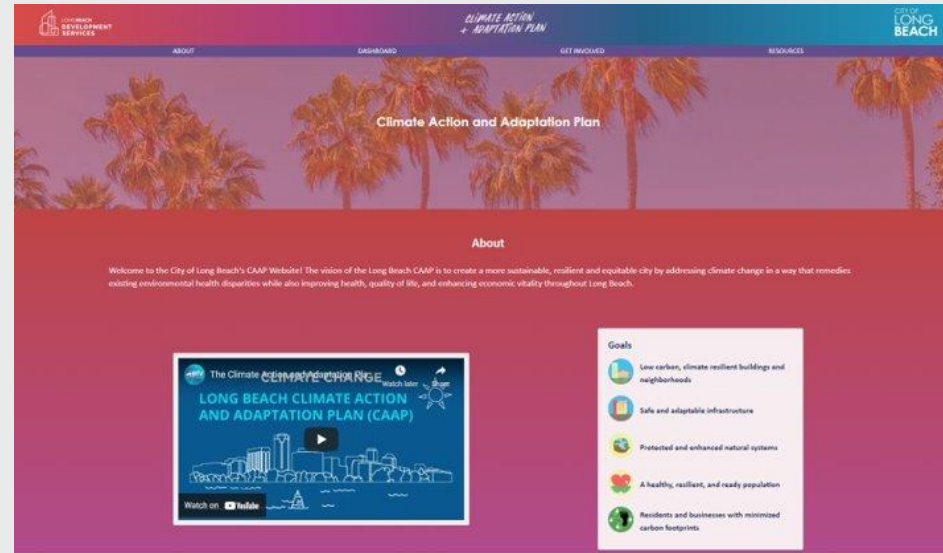 LONG BEACH
DEVELOPMENT
SERVICES
CLIMATE ACTION
+ ADAPTATION PLAN
CITY OF
LONG
BEACH
ABOUT
DASHBOARD
GET INVOLVED
RESOURCES
Climate Action and Adaptation Plan
About
Welcome to the City of Long Beach's CAAP Website! The vision of the Long Beach CAAP is to create a more sustainable, resilient and equitable city by addressing climate change in a way that remedies
existing environmental health disparities while also improving health, quality of life, and enhancing economic vitality throughout Long Beach.
The Climate Action and Adaptation Pla...
CLIMATE CHANGE
Watch later
Share
LONG BEACH CLIMATE ACTION
AND ADAPTATION PLAN (CAAP)
Watch on YouTube
Goals
Low carbon, climate resilient buildings and
neighborhoods
Safe and adaptable infrastructure
Protected and enhanced natural systems
A healthy, resilient, and ready population
Residents and businesses with minimized
carbon footprints